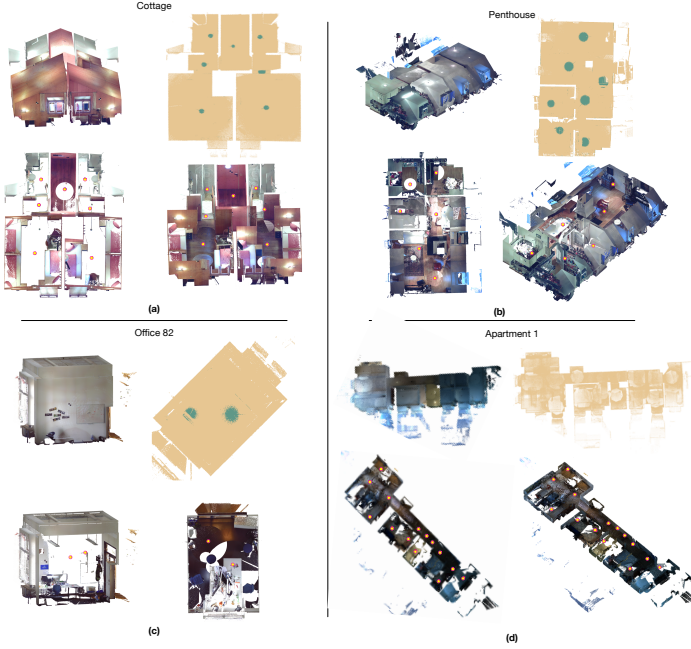 Cottage
Penthouse
(a)
(b)
Office 82
Apartment 1
(c)
(d)